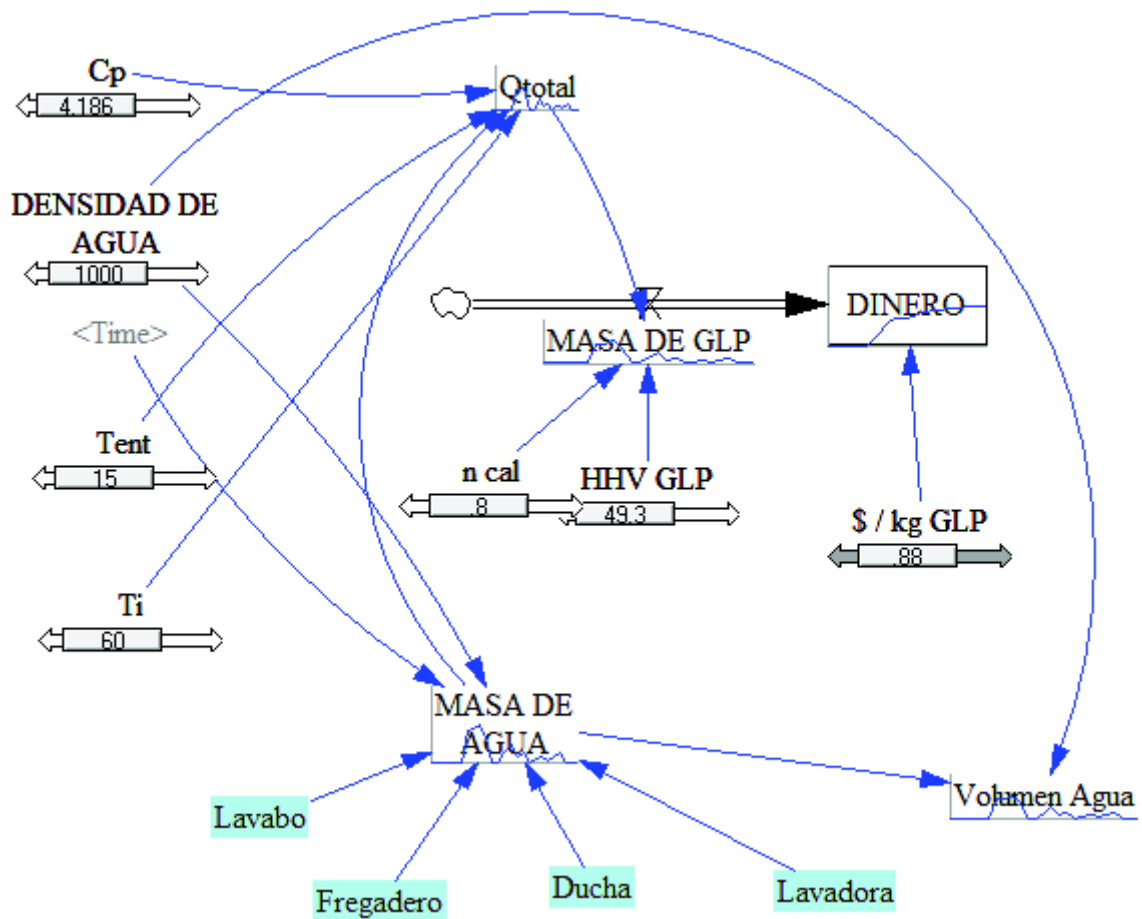 Cp
4.186
Qtotal
DENSIDAD DE
AGUA
1000
<Time>
DINERO
MASA DE GLP
Tent
15
n cal
.8
HHV GLP
49.3
$ / kg GLP
.88
Ti
60
MASA DE
AGUA
Volumen Agua
Lavabo
Fregadero
Ducha
Lavadora